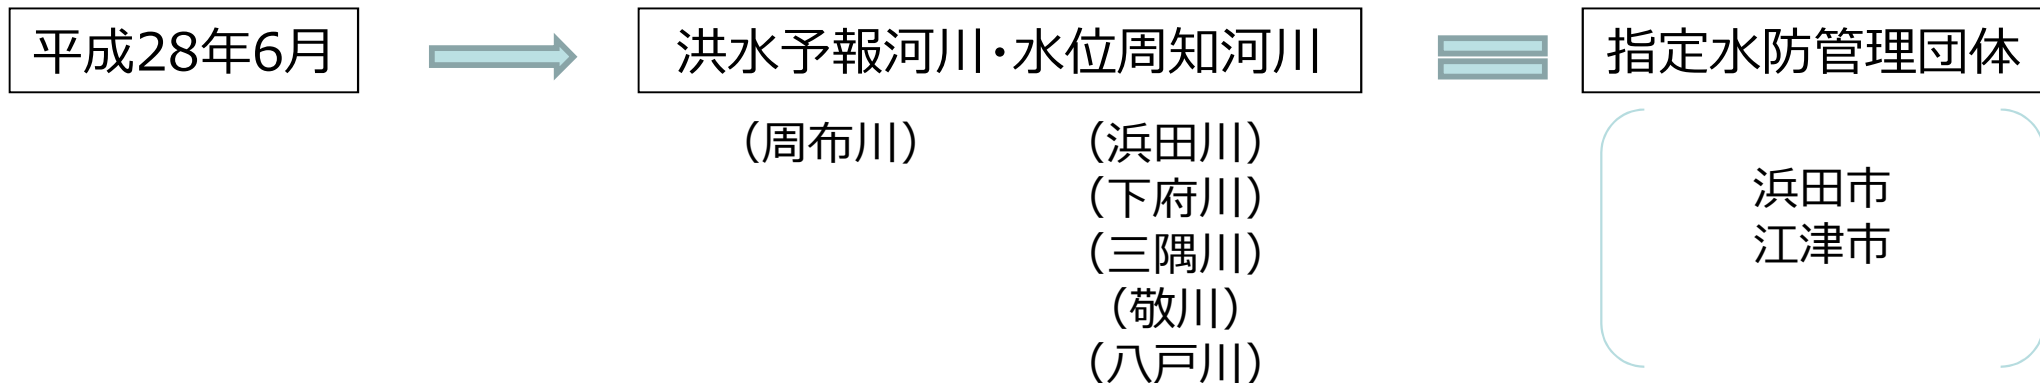 平成28年6月
洪水予報河川・水位周知河川
指定水防管理団体
（周布川）
（浜田川）
（下府川）
（三隅川）
（敬川）
（八戸川）
浜田市
江津市